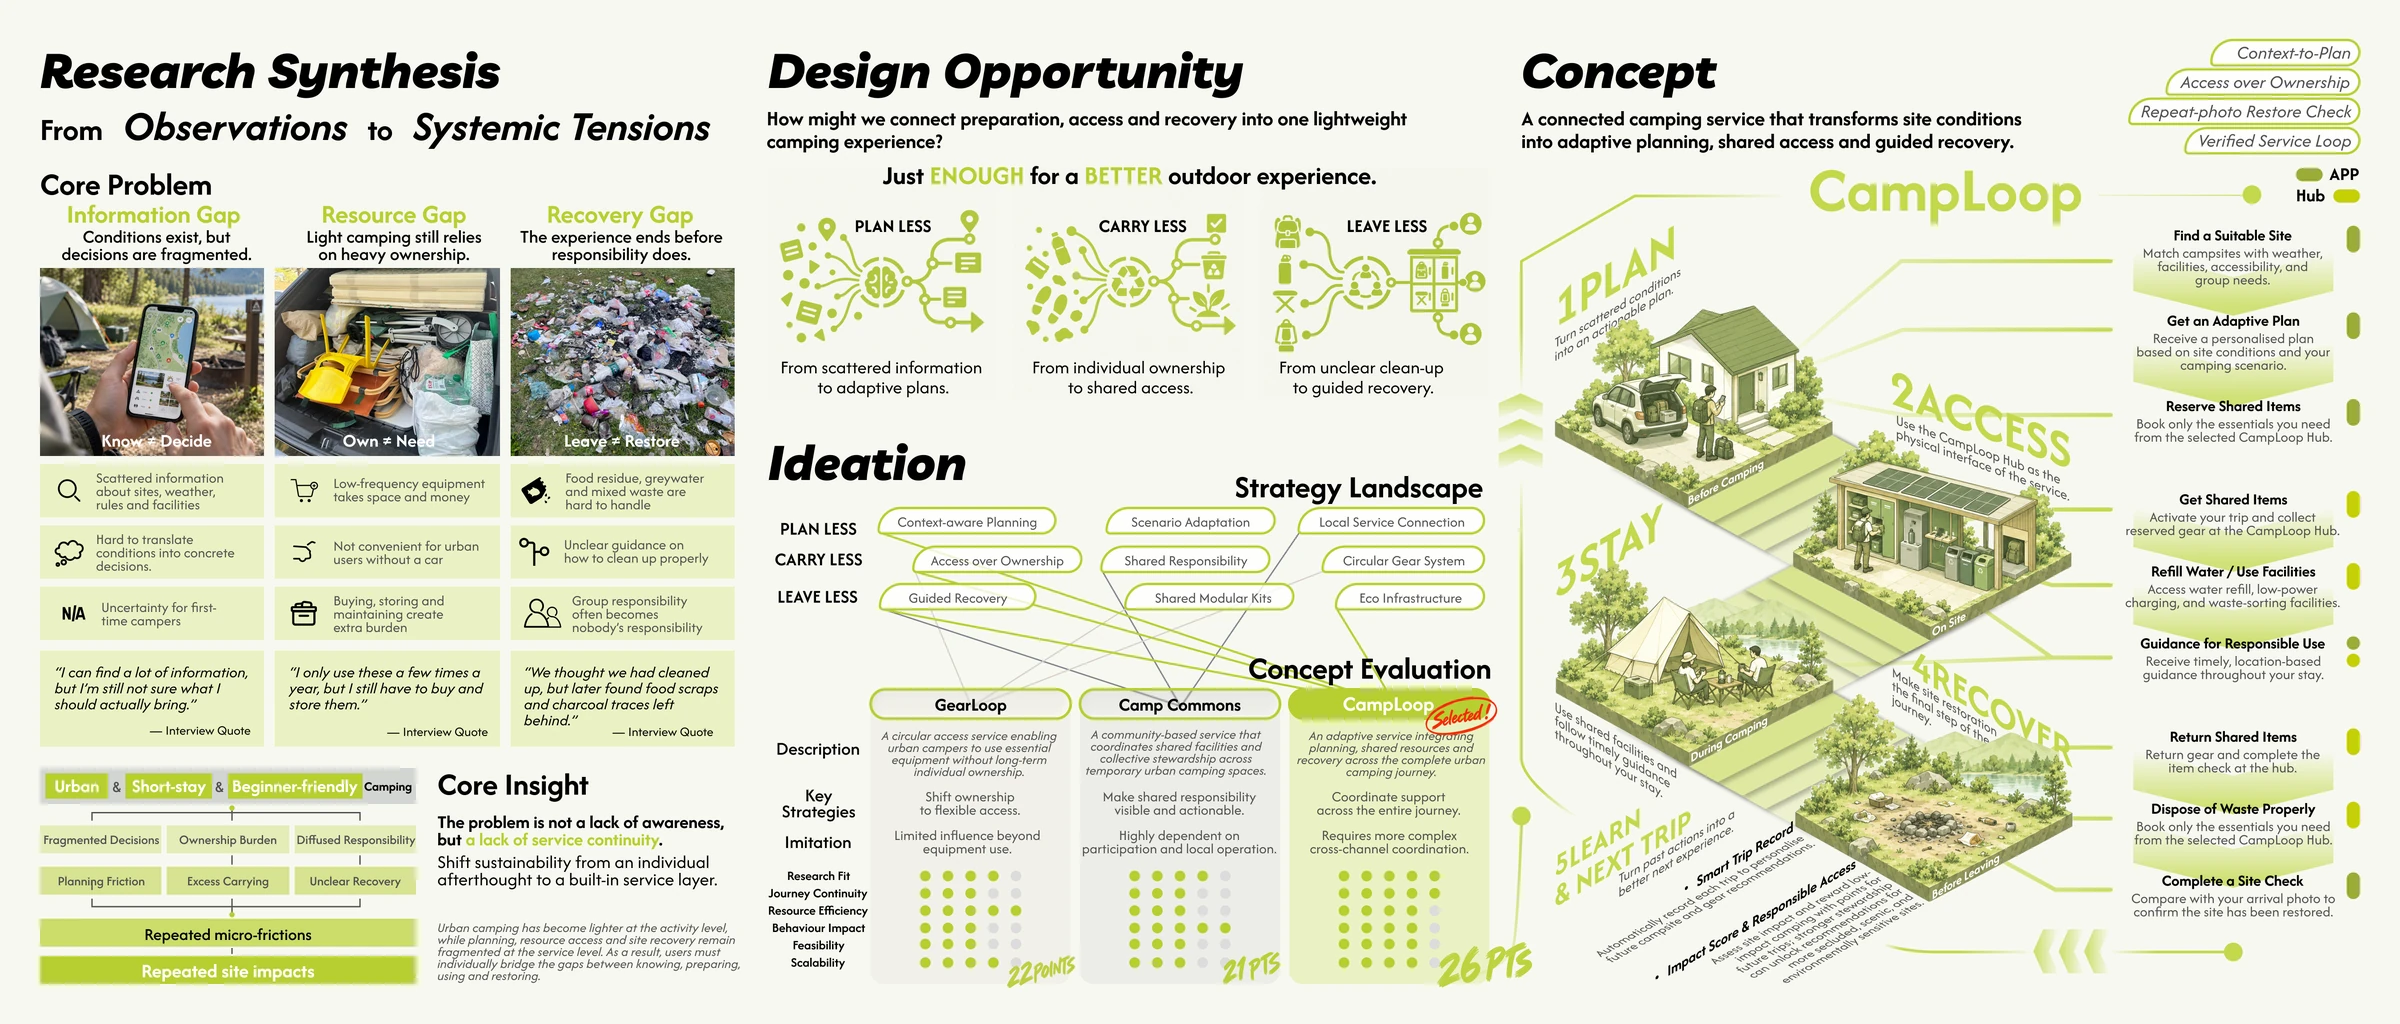 Research Synthesis
From Observations to Systemic Tensions
Core Problem
Information Gap
Conditions exist, but
decisions are fragmented.
Know ≠ Decide
Scattered information
about sites, weather,
rules and facilities
Hard to translate
conditions into concrete
decisions.
N/A
Uncertainty for first-
time campers
“I can find a lot of information,
but I’m still not sure what I
should actually bring.”
— Interview Quote
Resource Gap
Light camping still relies
on heavy ownership.
Own ≠ Need
Low-frequency equipment
takes space and money
Not convenient for urban
users without a car
Buying, storing and
maintaining create
extra burden
“I only use these a few times a
year, but I still have to buy and
store them.”
— Interview Quote
Recovery Gap
The experience ends before
responsibility does.
Leave ≠ Restore
Food residue, greywater
and mixed waste are
hard to handle
Unclear guidance on
how to clean up properly
Group responsibility
often becomes
nobody’s responsibility
“We thought we had cleaned
up, but later found food scraps
and charcoal traces left
behind.”
— Interview Quote
Urban & Short-stay & Beginner-friendly Camping
Fragmented Decisions Ownership Burden Diffused Responsibility
Planning Friction Excess Carrying Unclear Recovery
Repeated micro-frictions
Repeated site impacts
Core Insight
The problem is not a lack of awareness,
but a lack of service continuity.
Shift sustainability from an individual
afterthought to a built-in service layer.
Urban camping has become lighter at the activity level,
while planning, resource access and site recovery remain
fragmented at the service level. As a result, users must
individually bridge the gaps between knowing, preparing,
using and restoring.
Design Opportunity
How might we connect preparation, access and recovery into one lightweight
camping experience?
Just ENOUGH for a BETTER outdoor experience.
PLAN LESS
From scattered information
to adaptive plans.
CARRY LESS
From individual ownership
to shared access.
LEAVE LESS
From unclear clean-up
to guided recovery.
Ideation
Strategy Landscape
PLAN LESS Context-aware Planning Scenario Adaptation Local Service Connection
CARRY LESS Access over Ownership Shared Responsibility Circular Gear System
LEAVE LESS Guided Recovery Shared Modular Kits Eco Infrastructure
Concept Evaluation
GearLoop Camp Commons CampLoop
Selected!
Description
A circular access service enabling
urban campers to use essential
equipment without long-term
individual ownership.
A community-based service that
coordinates shared facilities and
collective stewardship across
temporary urban camping spaces.
An adaptive service integrating
planning, shared resources and
recovery across the complete urban
camping journey.
Key
Strategies
Shift ownership
to flexible access.
Make shared responsibility
visible and actionable.
Coordinate support
across the entire journey.
Imitation
Limited influence beyond
equipment use.
Highly dependent on
participation and local operation.
Requires more complex
cross-channel coordination.
Research Fit
Journey Continuity
Resource Efficiency
Behaviour Impact
Feasibility
Scalability
22POINTS
21PTS
26PTS
Concept
A connected camping service that transforms site conditions
into adaptive planning, shared access and guided recovery.
Context-to-Plan
Access over Ownership
Repeat-photo Restore Check
Verified Service Loop
APP
Hub
CampLoop
1PLAN
Turn scattered conditions
into an actionable plan.
Before Camping
2ACCESS
Use the CampLoop Hub as the
physical interface of the service.
On Site
3STAY
Use shared facilities and
follow timely guidance
throughout your stay.
During Camping
4RECOVER
Make site restoration
the final step of the
journey.
Before Leaving
5LEARN
& NEXT TRIP
Turn past actions into a
better next experience.
• Smart Trip Record
Automatically record each trip to personalise
future campsite and gear recommendations.
• Impact Score & Responsible Access
Assess site impact and reward low-
impact camping with points for
future trips; stronger stewardship
can unlock recommendations for
more secluded, scenic, and
environmentally sensitive sites.
Find a Suitable Site
Match campsites with weather,
facilities, accessibility, and
group needs.
Get an Adaptive Plan
Receive a personalised plan
based on site conditions and your
camping scenario.
Reserve Shared Items
Book only the essentials you need
from the selected CampLoop Hub.
Get Shared Items
Activate your trip and collect
reserved gear at the CampLoop Hub.
Refill Water / Use Facilities
Access water refill, low-power
charging, and waste-sorting facilities.
Guidance for Responsible Use
Receive timely, location-based
guidance throughout your stay.
Return Shared Items
Return gear and complete the
item check at the hub.
Dispose of Waste Properly
Book only the essentials you need
from the selected CampLoop Hub.
Complete a Site Check
Compare with your arrival photo to
confirm the site has been restored.